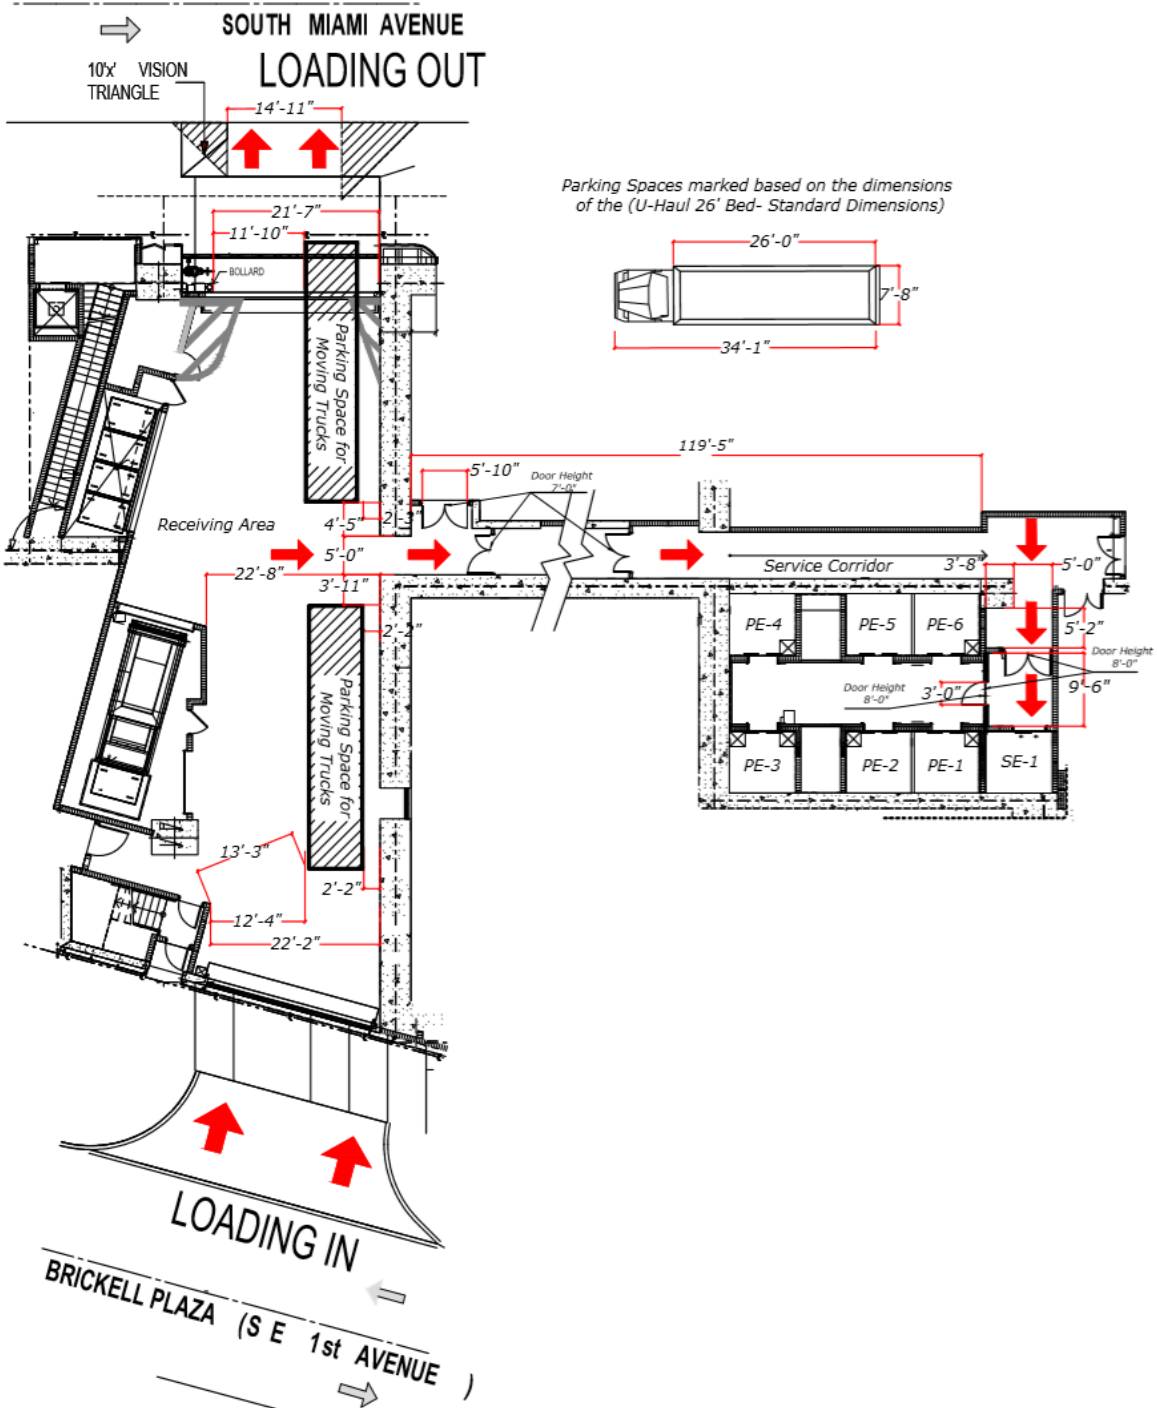 SOUTH MIAMI AVENUE
LOADING OUT
10'x' VISION
TRIANGLE
14'-11"
Parking Spaces marked based on the dimensions
of the (U-Haul 26' Bed- Standard Dimensions)
21'-7"
11'-10"
BOLLARD
26'-0"
7'-8"
34'-1"
Parking Space for
Moving Trucks
119'-5"
5'-10"
Door Height
7'-0"
Receiving Area
4'-5"
5'-0"
22'-8"
3'-11"
2'-2"
Service Corridor
3'-8"
5'-0"
5'-2"
PE-4
PE-5
PE-6
Door Height
8'-0"
Door Height
8'-0"
3'-0"
9'-6"
PE-3
PE-2
PE-1
SE-1
Parking Space for
Moving Trucks
13'-3"
2'-2"
12'-4"
22'-2"
LOADING IN
BRICKELL PLAZA (S E 1st AVENUE )